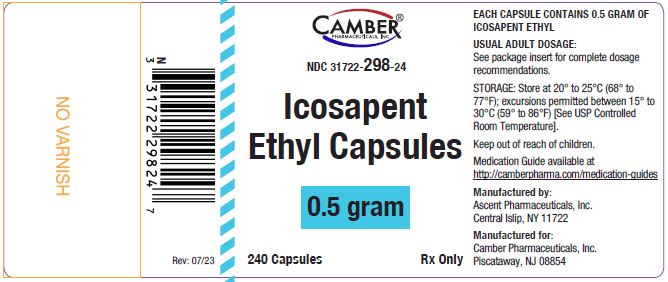 NO VARNISH
N
3
31722 29824
7
Rev: 07/23
CAMBER®
PHARMACEUTICALS, INC
NDC 31722-298-24
Icosapent
Ethyl Capsules
0.5 gram
240 Capsules
Rx Only
EACH CAPSULE CONTAINS 0.5 GRAM OF
ICOSAPENT ETHYL
USUAL ADULT DOSAGE:
See package insert for complete dosage
recommendations.
STORAGE: Store at 20° to 25°C (68° to
77°F); excursions permitted between 15° to
30°C (59° to 86°F) [See USP Controlled
Room Temperature].
Keep out of reach of children.
Medication Guide available at
http://camberpharma.com/medication-guides
Manufactured by:
Ascent Pharmaceuticals, Inc.
Central Islip, NY 11722
Manufactured for:
Camber Pharmaceuticals, Inc.
Piscataway, NJ 08854